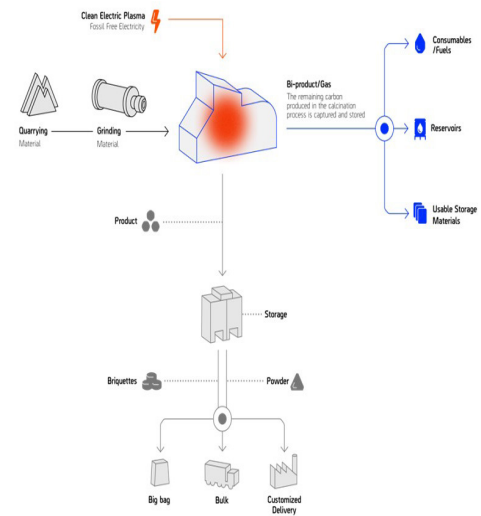 Clean Electric Plasma
Fossil Free Electricity
Consumables
/Fuels
Bi-product/Gas
The remaining carbon
produced in the calcination
process is captured and stored
Quarrying
Material
Grinding
Material
Reservoirs
Usable Storage
Materials
Product
Storage
Briquettes
Powder
Big bag
Bulk
Customized
Delivery